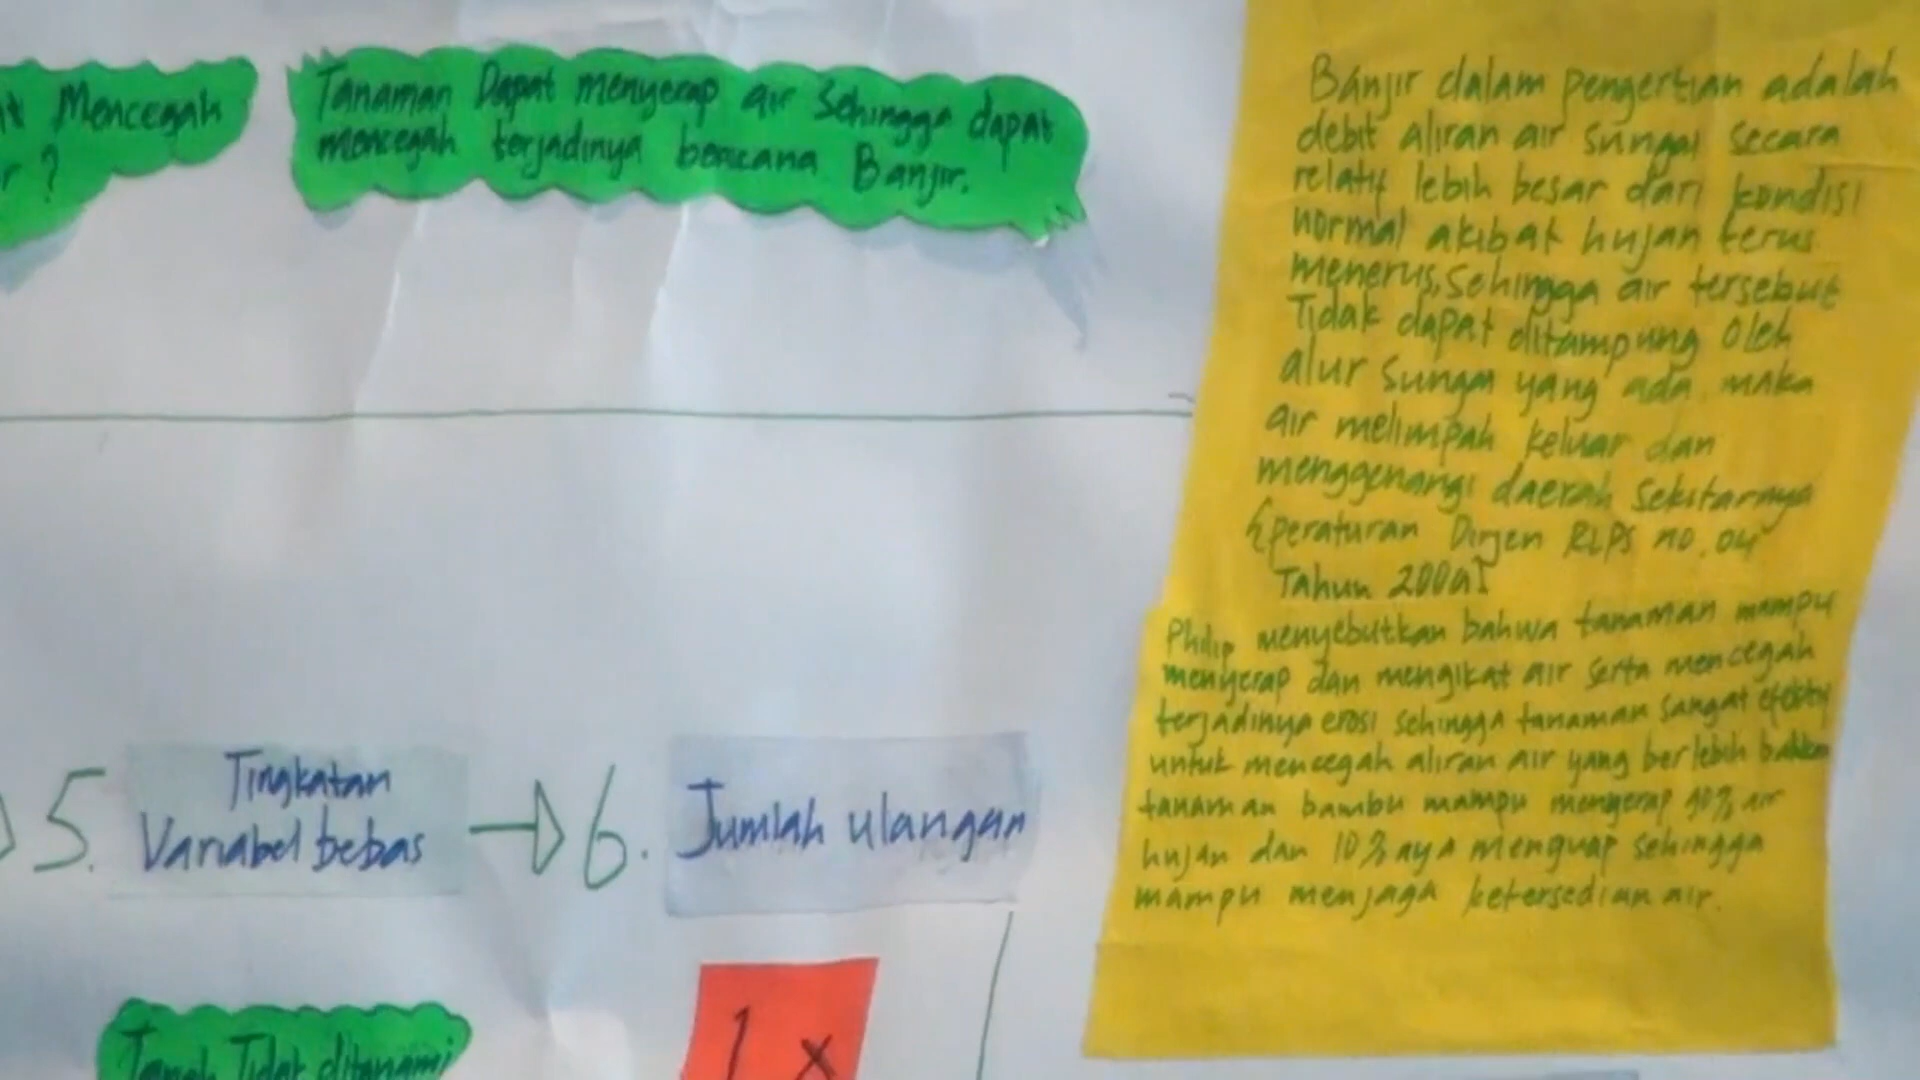 Mencegah
r ?
Tanaman Dapat menyerap air Sehingga dapat
mencegah terjadinya bencana Banjir.
Banjir dalam pengertian adalah
debit aliran air sungai secara
relatif lebih besar dari kondisi
normal akibat hujan terus
menerus, Sehingga air tersebut
Tidak dapat ditampung oleh
alur sungai yang ada, maka
air melimpah keluar dan
menggenangi daerah sekitarnya
(peraturan Dirjen RLPS no. 04
Tahun
Philip menyebutkan bahwa tanaman mampu
menyerap dan mengikat air serta mencegah
terjadinya erosi sehingga tanaman sangat efektif
untuk mencegah aliran air yang berlebih bahkan
tanaman bambu mampu menyerap 90% air
hujan dan 10% nya menguap sehingga
mampu menjaga ketersedian air.
5. Tingkatan
Variabel bebas
6. Jumlah ulangan
Tanah Tidak ditanami
1 x